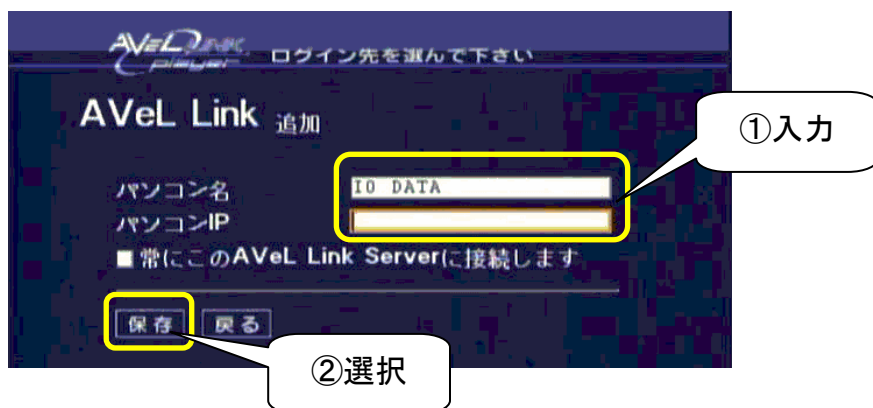 AVeL Link player ログイン先を選んで下さい
AVeL Link 追加
①入力
パソコン名 IO DATA
パソコンIP
■常にこのAVeL Link Serverに接続します
保存 戻る
②選択